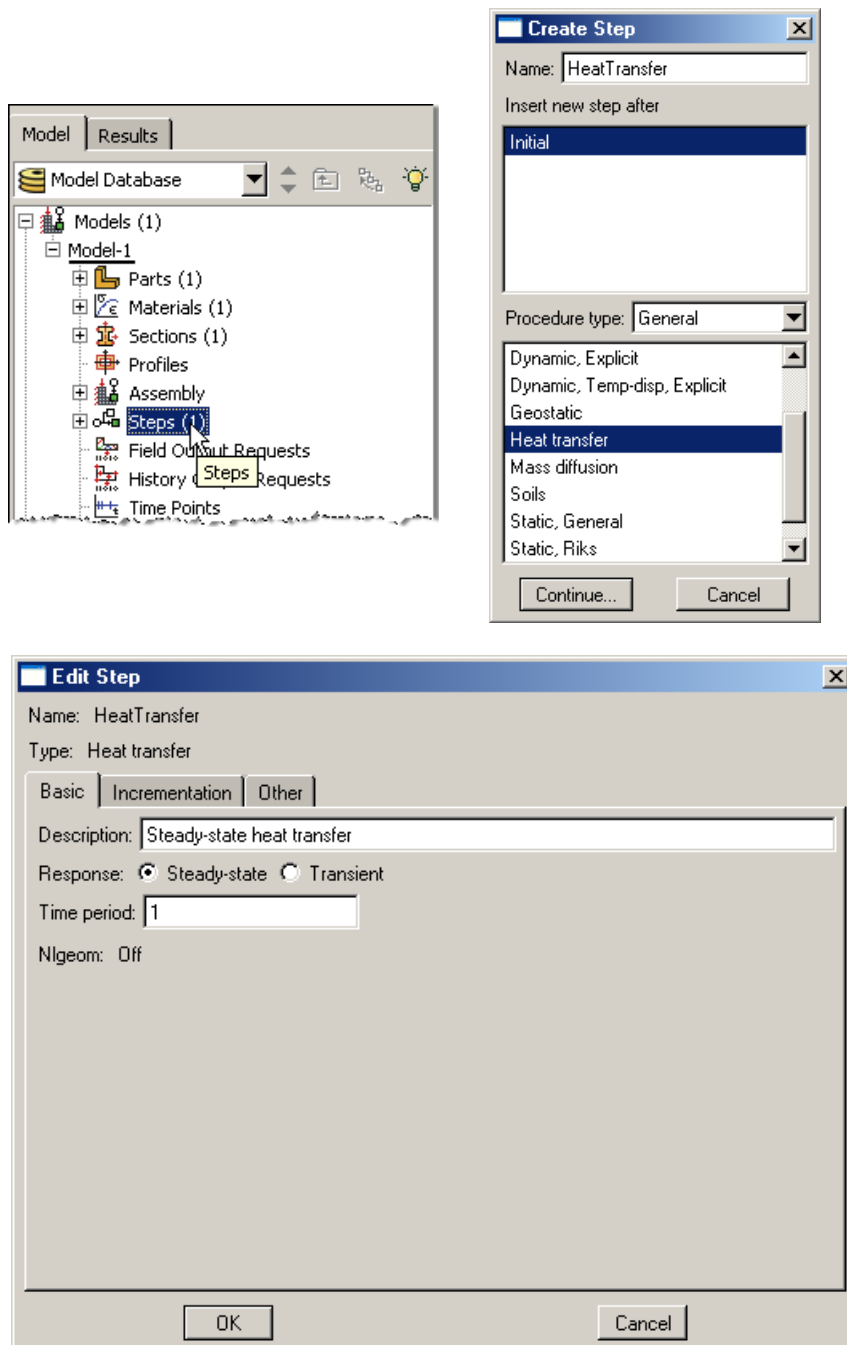 Model Results
Model Database
Models (1)
Model-1
Parts (1)
Materials (1)
Sections (1)
Profiles
Assembly
Steps (1)
Field Output Requests
Steps
History Requests
Time Points
Create Step
Name: HeatTransfer
Insert new step after
Initial
Procedure type: General
Dynamic, Explicit
Dynamic, Temp-disp, Explicit
Geostatic
Heat transfer
Mass diffusion
Soils
Static, General
Static, Riks
Continue... Cancel
Edit Step
Name: HeatTransfer
Type: Heat transfer
Basic Incrementation Other
Description: Steady-state heat transfer
Response: Steady-state Transient
Time period: 1
Nlgeom: Off
OK Cancel